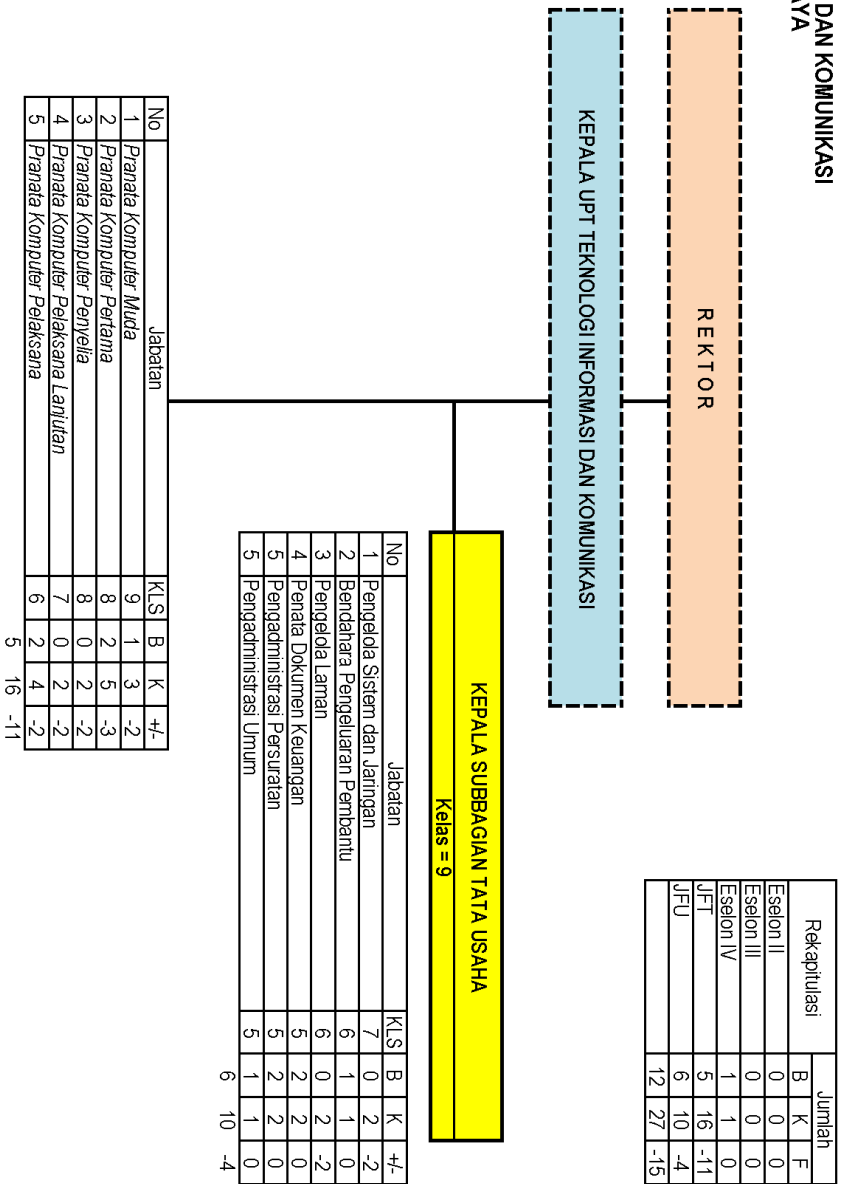 DAN KOMUNIKASI
AYA
R E K T O R
Rekapitulasi Jumlah
B K F
Eselon II 0 0 0
Eselon III 0 0 0
Eselon IV 1 1 0
JFT 5 16 -11
JFU 6 10 -4
12 27 -15
KEPALA UPT TEKNOLOGI INFORMASI DAN KOMUNIKASI
KEPALA SUBBAGIAN TATA USAHA
Kelas = 9
No Jabatan KLS B K +/-
1 Pengelola Sistem dan Jaringan 7 0 2 -2
2 Bendahara Pengeluaran Pembantu 6 1 1 0
3 Pengelola Laman 6 0 2 -2
4 Penata Dokumen Keuangan 5 2 2 0
5 Pengadministrasi Persuratan 5 2 2 0
5 Pengadministrasi Umum 5 1 1 0
6 10 -4
No Jabatan KLS B K +/-
1 Pranata Komputer Muda 9 1 3 -2
2 Pranata Komputer Pertama 8 2 5 -3
3 Pranata Komputer Penyelia 8 0 2 -2
4 Pranata Komputer Pelaksana Lanjutan 7 0 2 -2
5 Pranata Komputer Pelaksana 6 2 4 -2
5 16 -11